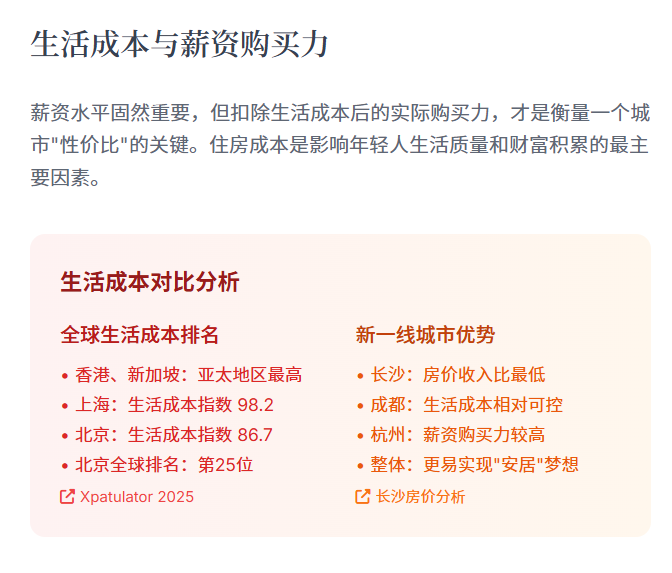 生活成本与薪资购买力
薪资水平固然重要，但扣除生活成本后的实际购买力，才是衡量一个城
市"性价比"的关键。住房成本是影响年轻人生活质量和财富积累的最主
要因素。
生活成本对比分析
全球生活成本排名
• 香港、新加坡：亚太地区最高
• 上海：生活成本指数 98.2
• 北京：生活成本指数 86.7
• 北京全球排名：第25位
Xpatulator 2025
新一线城市优势
• 长沙：房价收入比最低
• 成都：生活成本相对可控
• 杭州：薪资购买力较高
• 整体：更易实现"安居"梦想
长沙房价分析